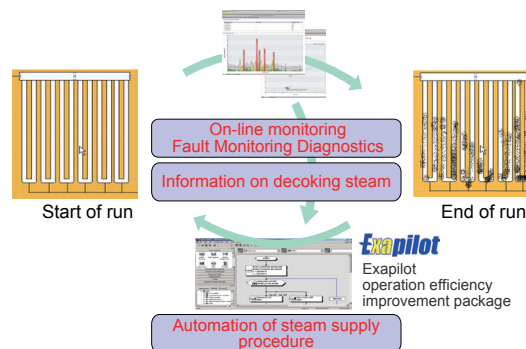 On-line monitoring
Fault Monitoring Diagnostics
Information on decoking steam
Start of run
End of run
Exapilot
Exapilot
operation efficiency
improvement package
Automation of steam supply
procedure